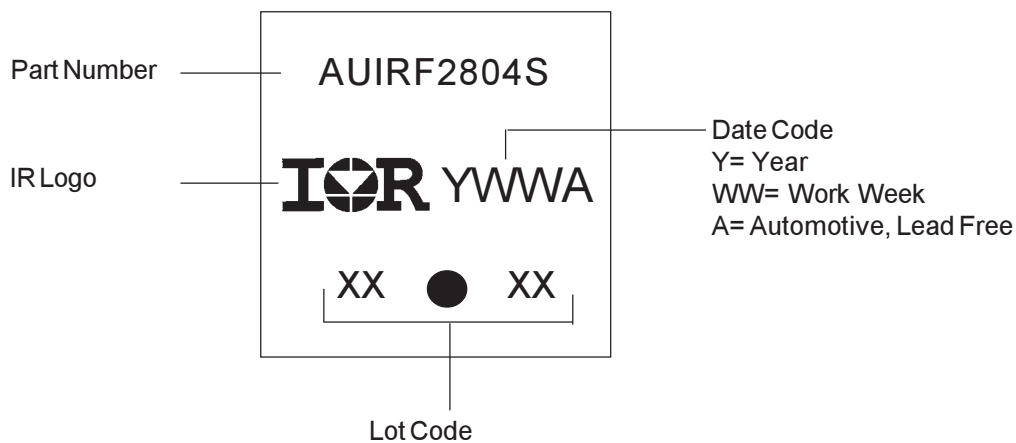 Part Number
AUIRF2804S
IR Logo
IOR YWWA
Date Code
Y= Year
WW= Work Week
A= Automotive, Lead Free
XX XX
Lot Code